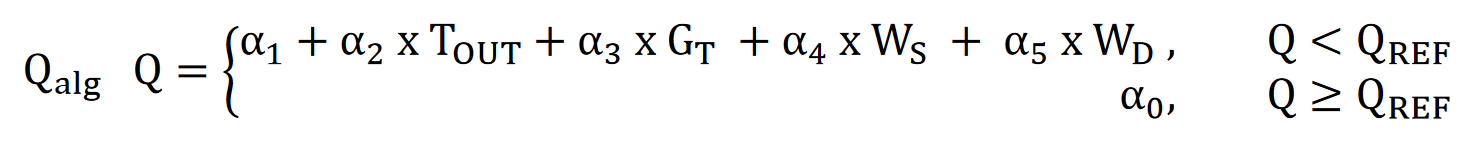 Qalg Q = { α1 + α2 x TOUT + α3 x GT + α4 x WS + α5 x WD , Q < QREF
α0, Q ≥ QREF